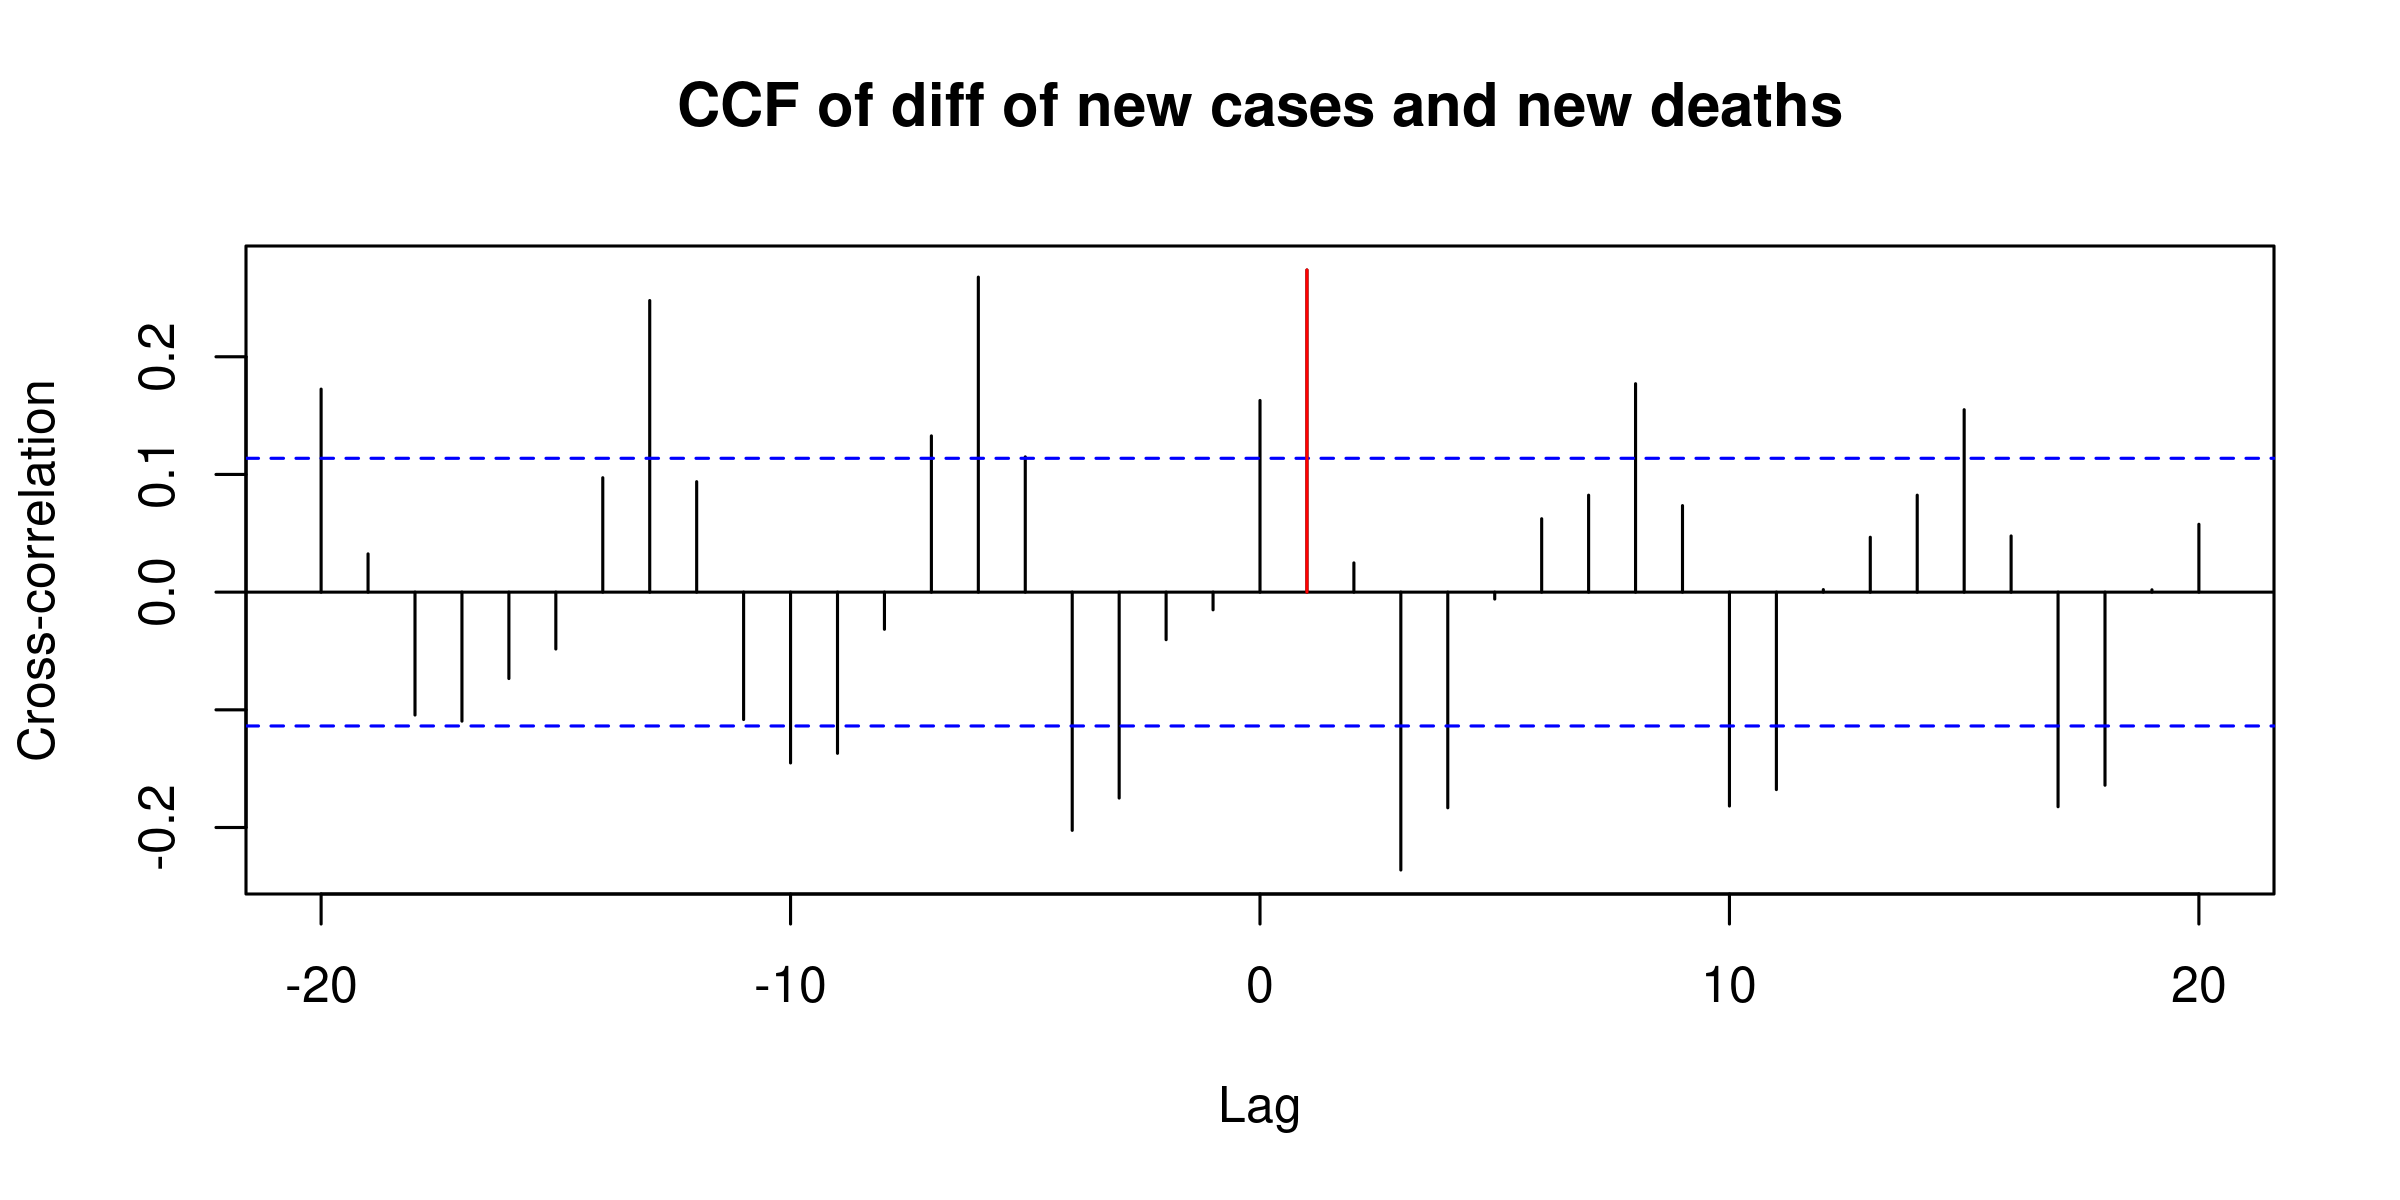 CCF of diff of new cases and new deaths
Cross-correlation
0.2
0.1
0.0
-0.2
-20 -10 0 10 20
Lag